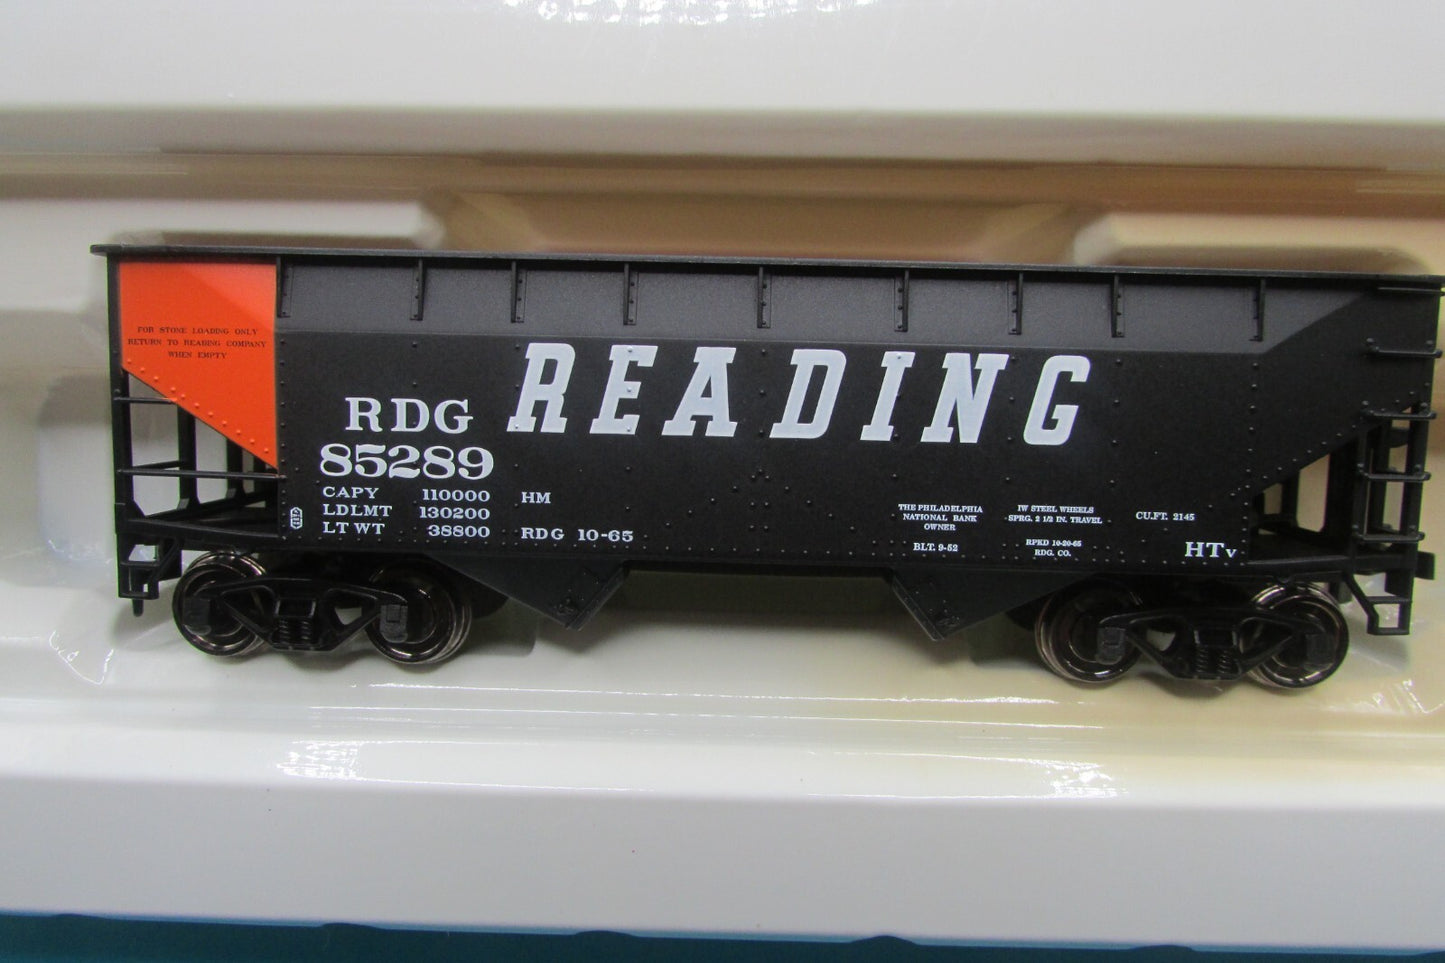 FOR STONE LOADING ONLY
RETURN TO READING COMPANY
WHEN EMPTY
READING
RDG
85289
CAPY 110000 HM
LDLMT 130200
LT WT 38800 RDG 10-65
THE PHILADELPHIA
NATIONAL BANK
OWNER
BLT. 9-52
1W STEEL WHEELS
SPRG. 2 1/2 IN. TRAVEL
RPKD 10-20-65
RDG. CO.
CU.FT. 2145
HTv